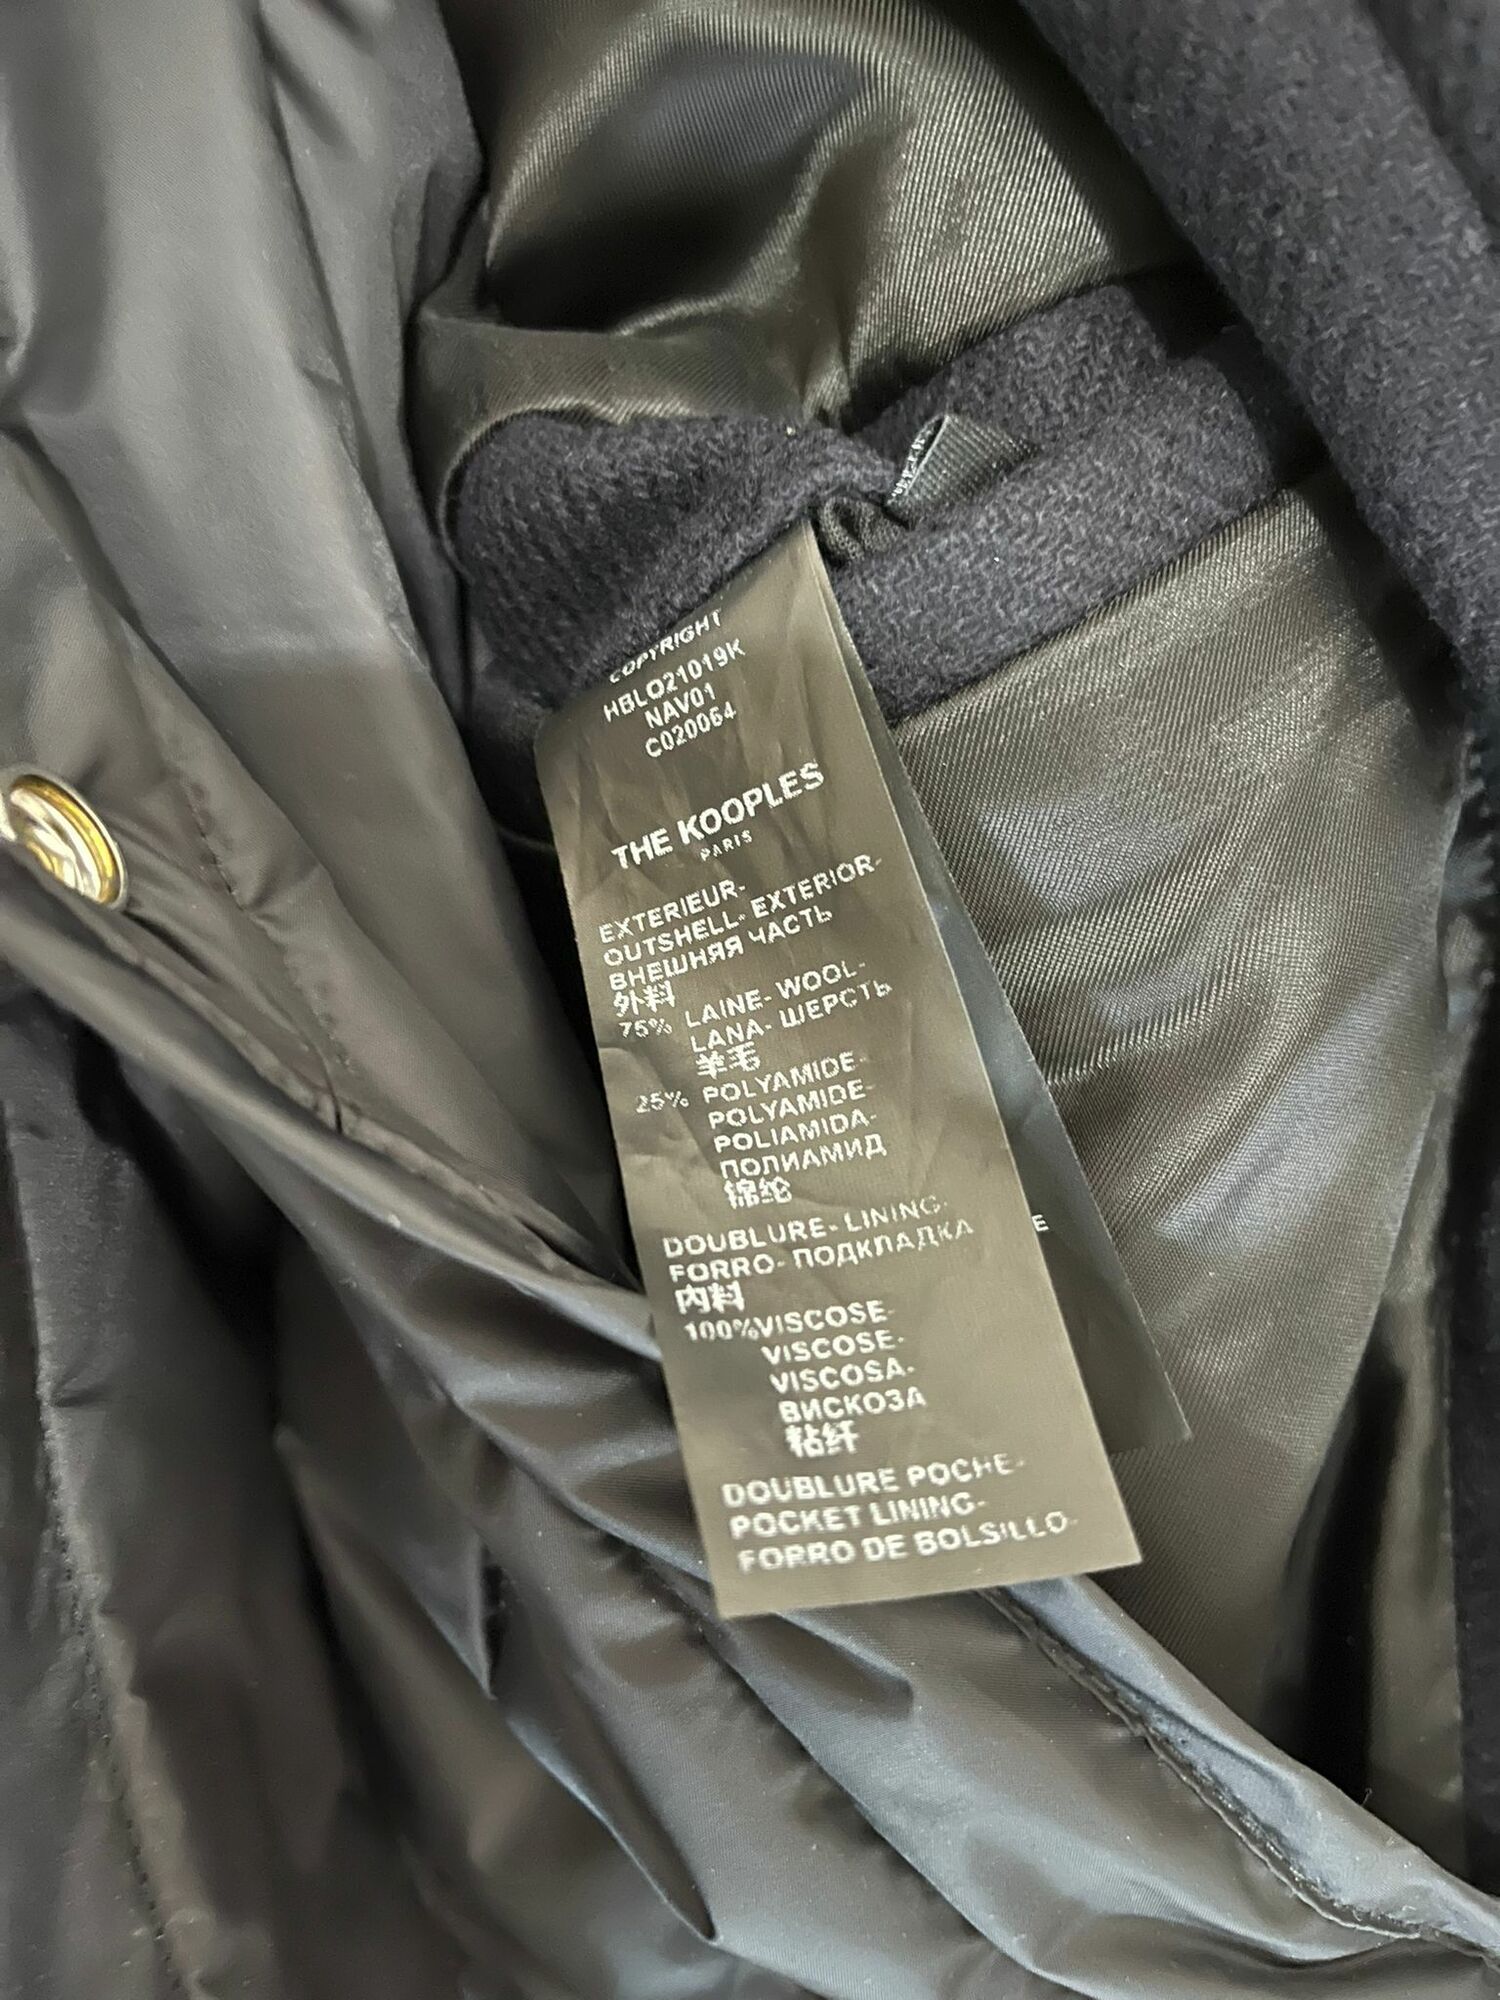 COPYRIGHT
HBLO21019K
NAV01
C020064
THE KOOPLES
PARIS
EXTERIEUR-
OUTSHELL- EXTERIOR-
ВНЕШНЯЯ ЧАСТЬ
外料
75% LAINE- WOOL-
LANA- ШЕРСТЬ
羊毛
25% POLYAMIDE-
POLYAMIDE-
POLIAMIDA-
ПОЛИАМИД
锦纶
DOUBLURE- LINING-
FORRO- ПОДКЛАДКА
内料
100%VISCOSE-
VISCOSE-
VISCOSA-
ВИСКОЗА
粘纤
DOUBLURE POCHE-
POCKET LINING-
FORRO DE BOLSILLO-
E